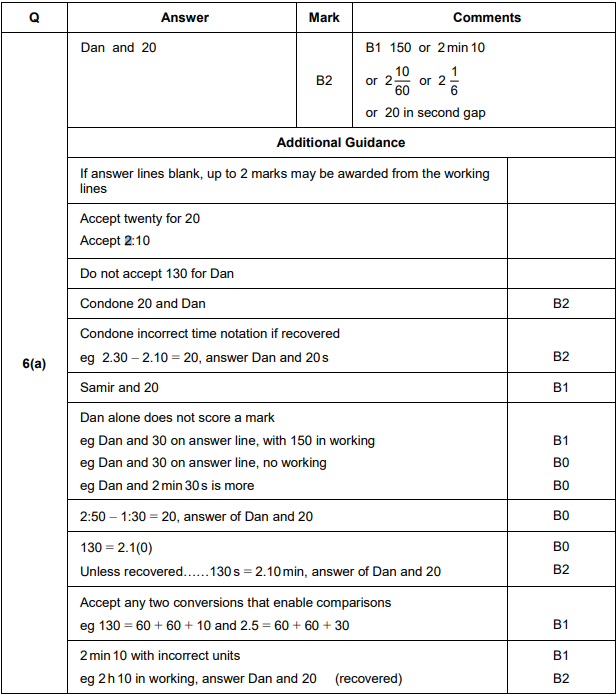 Q Answer Mark Comments
Dan and 20
B2
B1 150 or 2 min 10
or 2 10/60 or 2 1/6
or 20 in second gap
6(a)
Additional Guidance
If answer lines blank, up to 2 marks may be awarded from the working
lines
Accept twenty for 20
Accept 2:10
Do not accept 130 for Dan
Condone 20 and Dan B2
Condone incorrect time notation if recovered
eg 2.30 – 2.10 = 20, answer Dan and 20 s B2
Samir and 20 B1
Dan alone does not score a mark
eg Dan and 30 on answer line, with 150 in working B1
eg Dan and 30 on answer line, no working B0
eg Dan and 2 min 30 s is more B0
2:50 – 1:30 = 20, answer of Dan and 20 B0
130 = 2.1(0) B0
Unless recovered……130 s = 2.10 min, answer of Dan and 20 B2
Accept any two conversions that enable comparisons
eg 130 = 60 + 60 + 10 and 2.5 = 60 + 60 + 30 B1
2 min 10 with incorrect units B1
eg 2 h 10 in working, answer Dan and 20 (recovered) B2